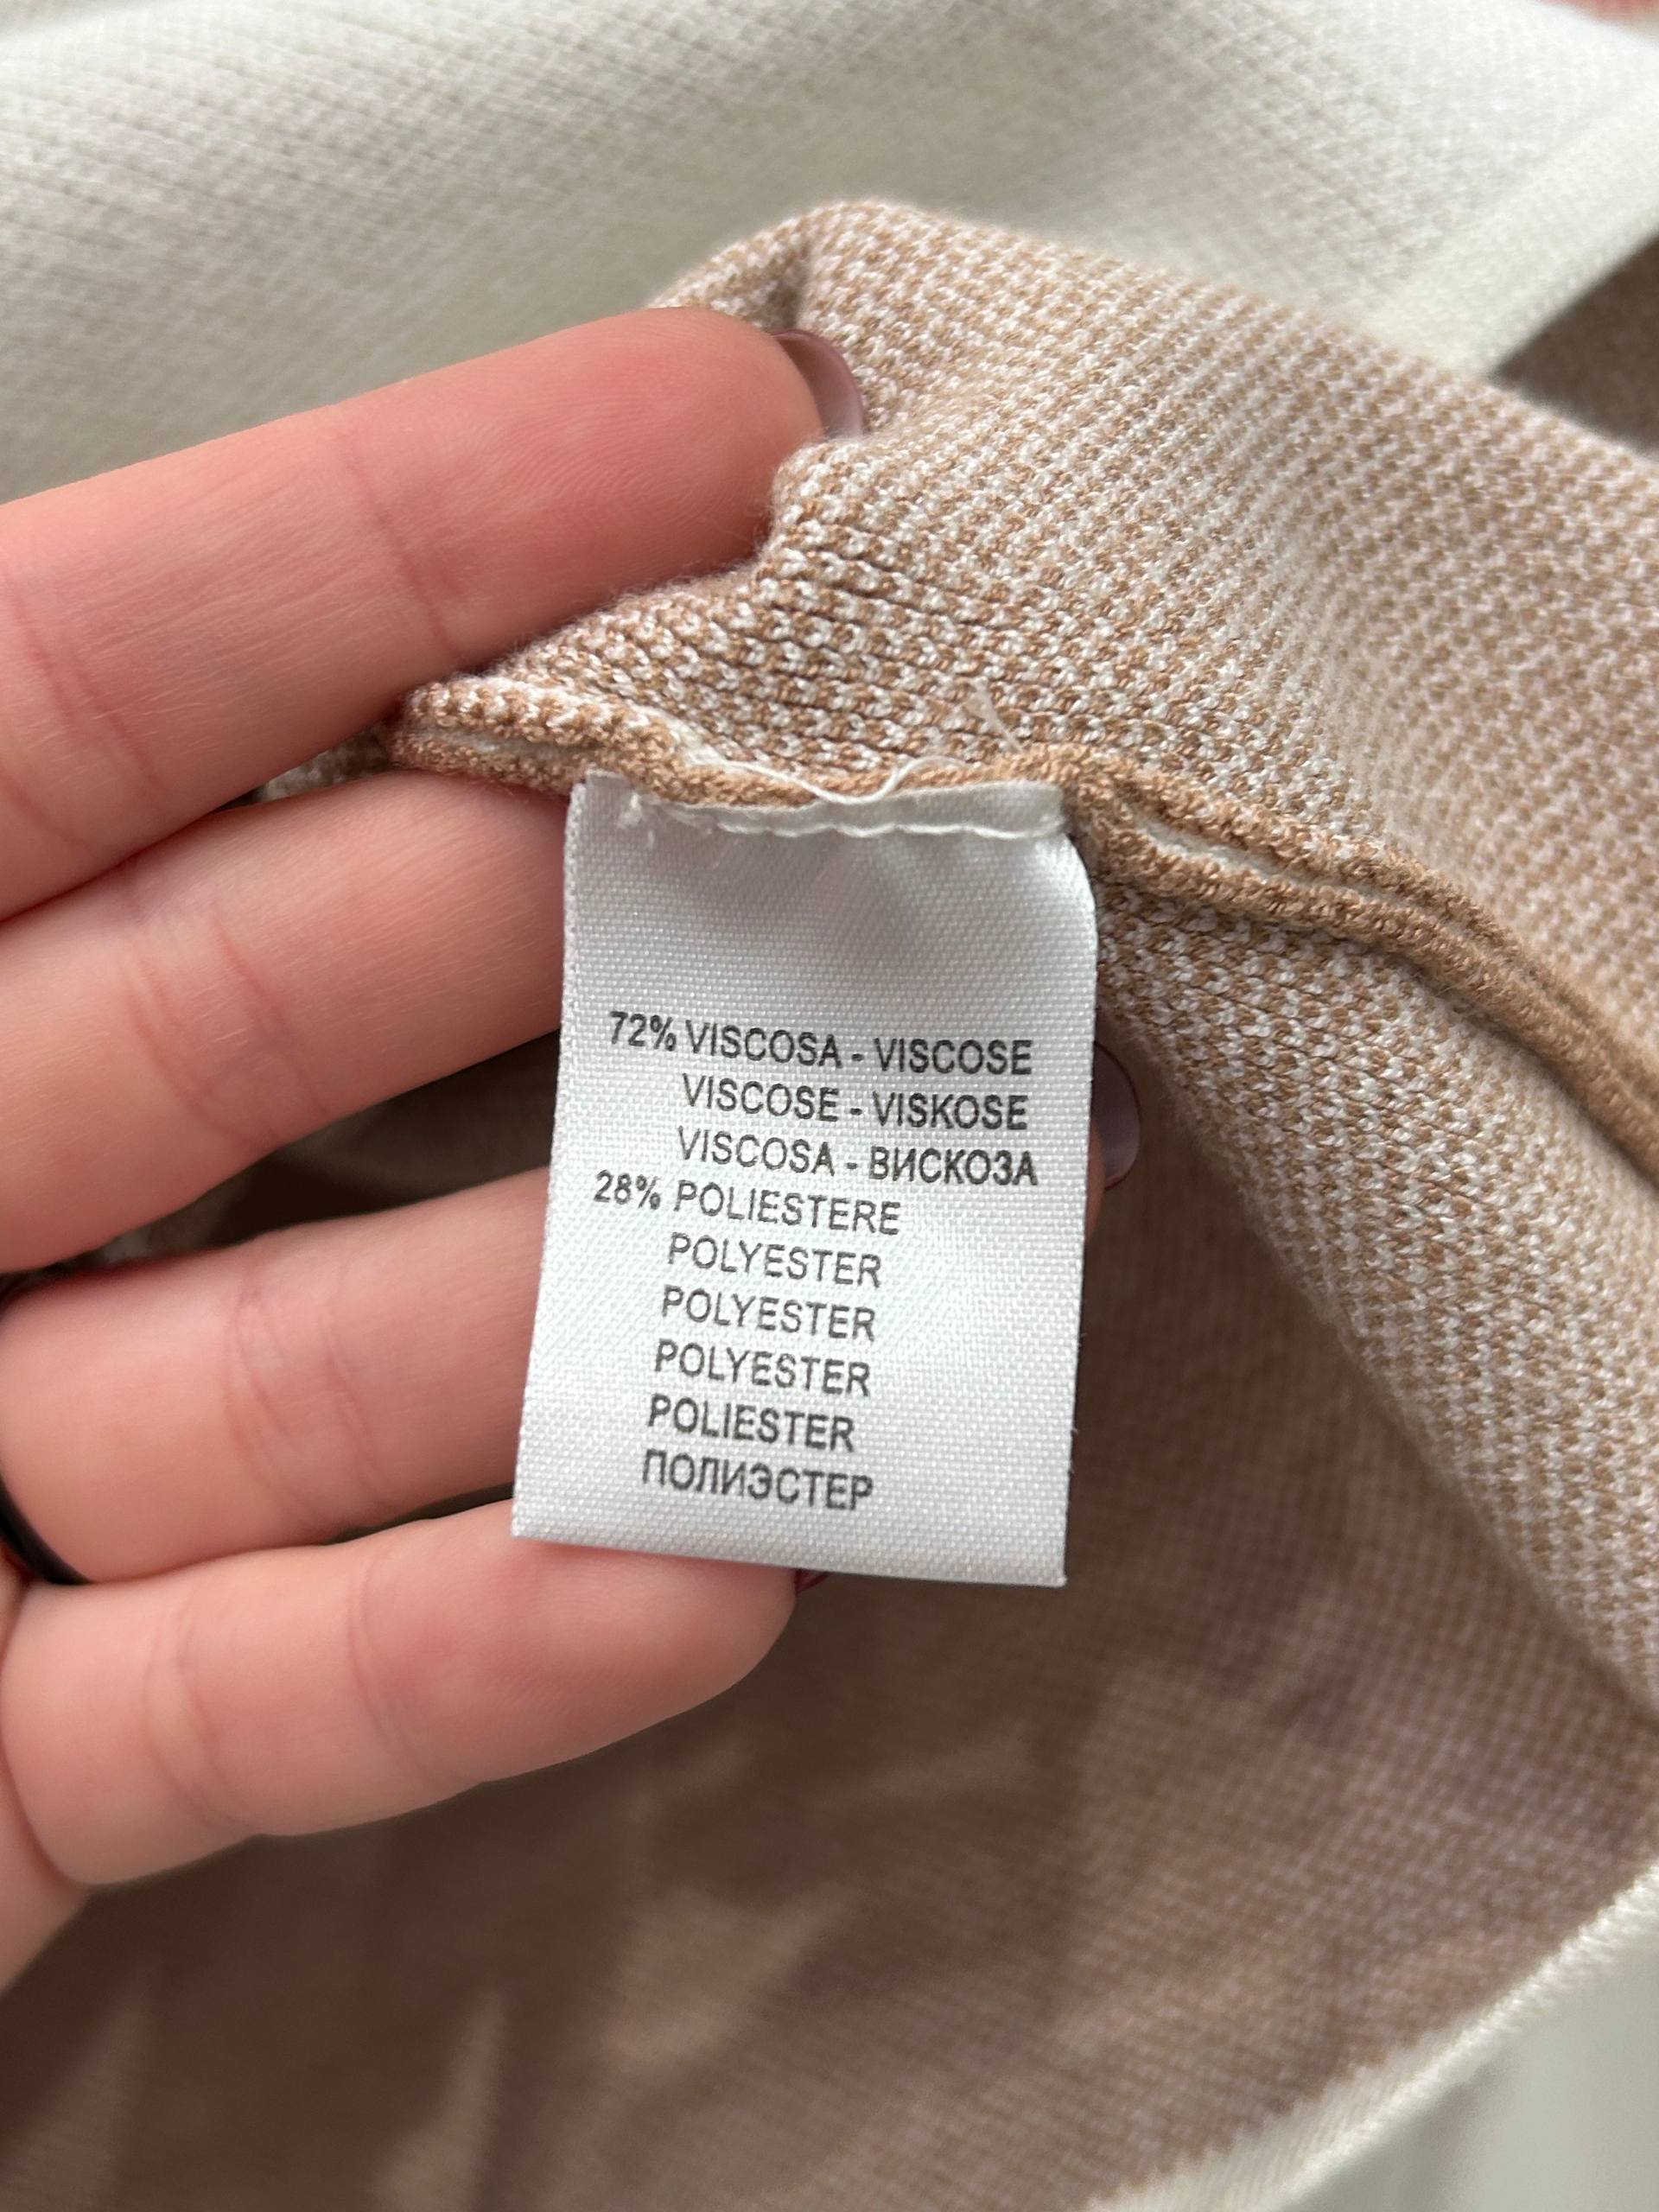 72% VISCOSA - VISCOSE
VISCOSE - VISKOSE
VISCOSA - ВИСКОЗА
28% POLIESTERE
POLYESTER
POLYESTER
POLYESTER
POLIESTER
ПОЛИЭСТЕР